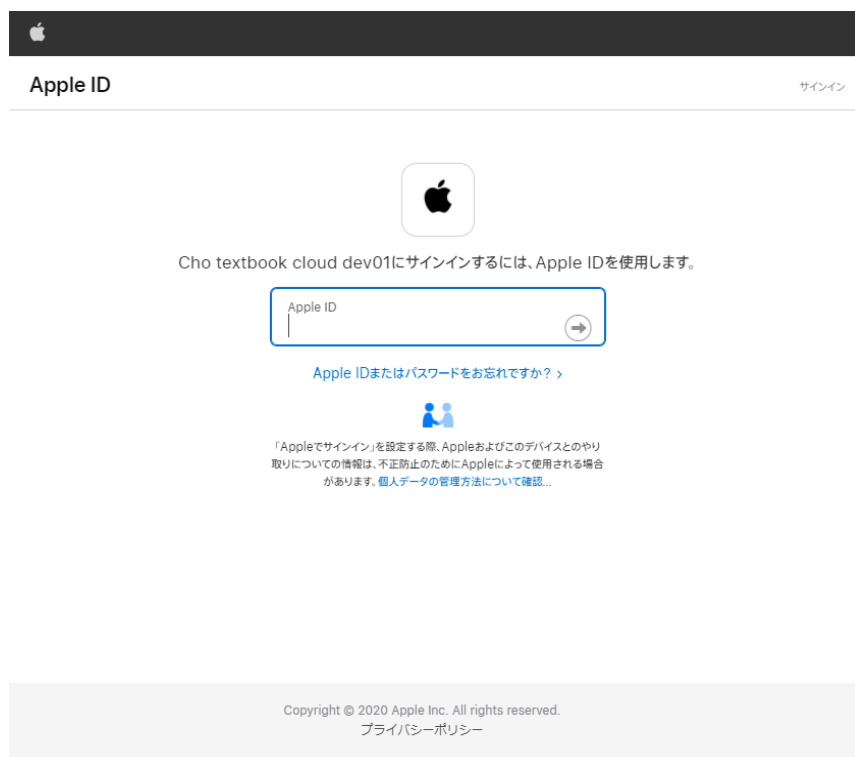 Apple ID
サインイン
Cho textbook cloud dev01にサインインするには、Apple IDを使用します。
Apple ID
Apple IDまたはパスワードをお忘れですか？ ›
「Appleでサインイン」を設定する際、Appleおよびこのデバイスとのやり
取りについての情報は、不正防止のためにAppleによって使用される場合
があります。個人データの管理方法について確認...
Copyright © 2020 Apple Inc. All rights reserved.
プライバシーポリシー